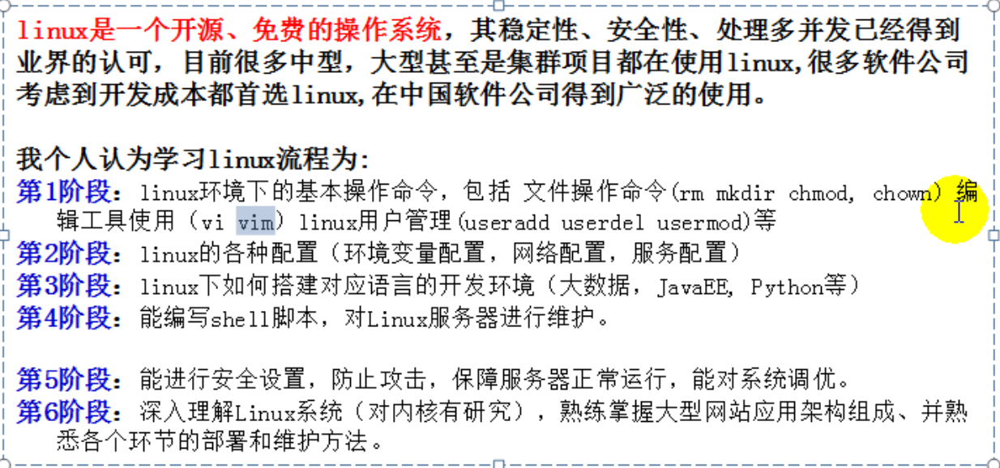 linux是一个开源、免费的操作系统，其稳定性、安全性、处理多并发已经得到
业界的认可，目前很多中型，大型甚至是集群项目都在使用linux,很多软件公司
考虑到开发成本都首选linux,在中国软件公司得到广泛的使用。
我个人认为学习linux流程为:
第1阶段：linux环境下的基本操作命令，包括 文件操作命令(rm mkdir chmod, chown) 编
辑工具使用（vi vim）linux用户管理(useradd userdel usermod)等
第2阶段：linux的各种配置（环境变量配置，网络配置，服务配置）
第3阶段：linux下如何搭建对应语言的开发环境（大数据，JavaEE, Python等）
第4阶段：能编写shell脚本，对Linux服务器进行维护。
第5阶段：能进行安全设置，防止攻击，保障服务器正常运行，能对系统调优。
第6阶段：深入理解Linux系统（对内核有研究），熟练掌握大型网站应用架构组成、并熟
悉各个环节的部署和维护方法。